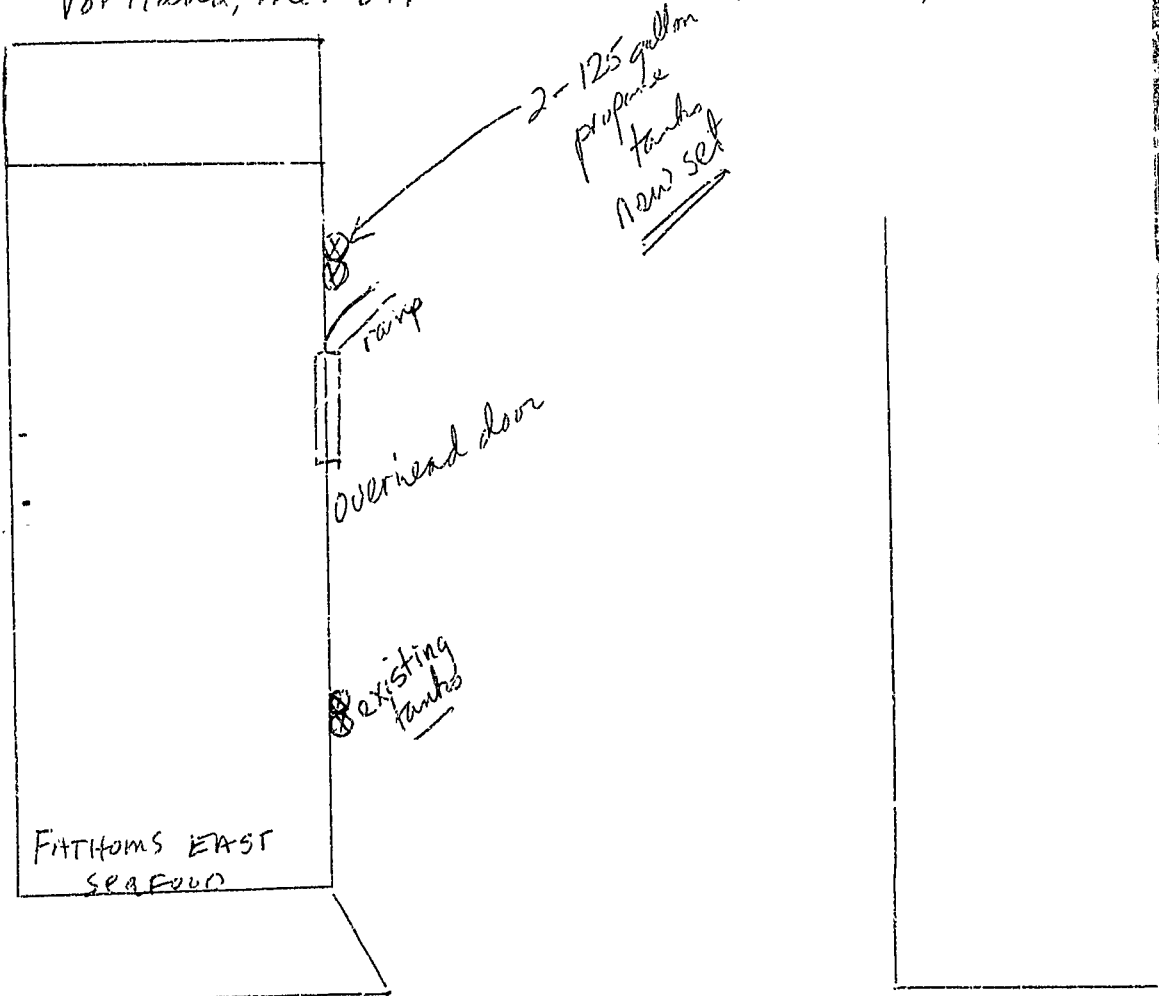 2-125 gallon
propane
tanks
new set
ramp
overhead door
existing
tanks
FATHOMS EAST
SEAFOOD